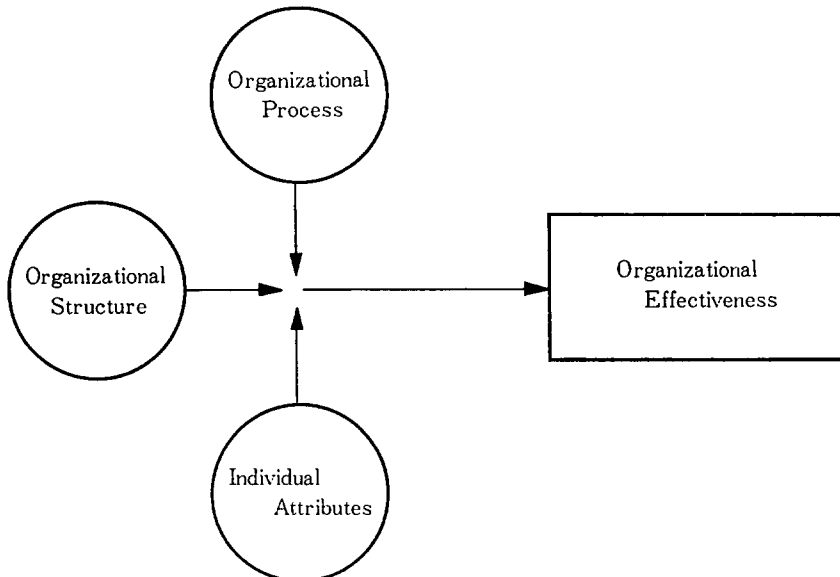 Organizational
Process
Organizational
Structure
Organizational
Effectiveness
Individual
Attributes